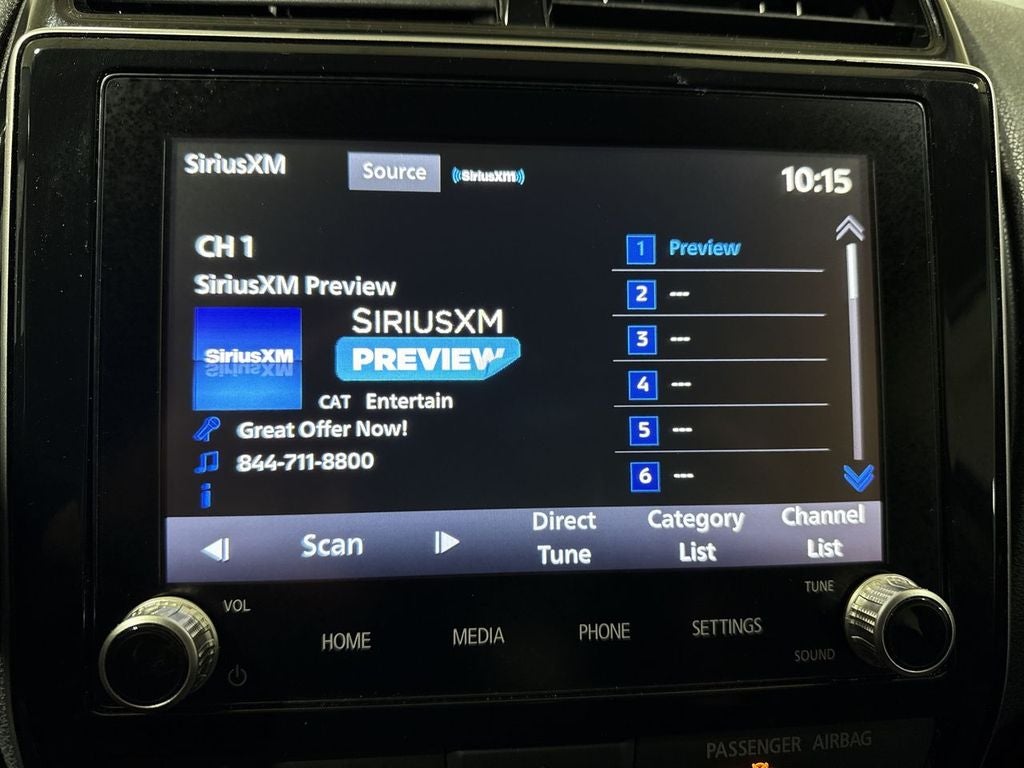 SiriusXM
Source
SiriusXM
10:15
CH 1
SiriusXM Preview
SiriusXM
SIRIUSXM
PREVIEW
CAT Entertain
Great Offer Now!
844-711-8800
1 Preview
2 ---
3 ---
4 ---
5 ---
6 ---
Scan
Direct
Tune
Category
List
Channel
List
VOL
HOME
MEDIA
PHONE
SETTINGS
TUNE
SOUND
PASSENGER AIRBAG